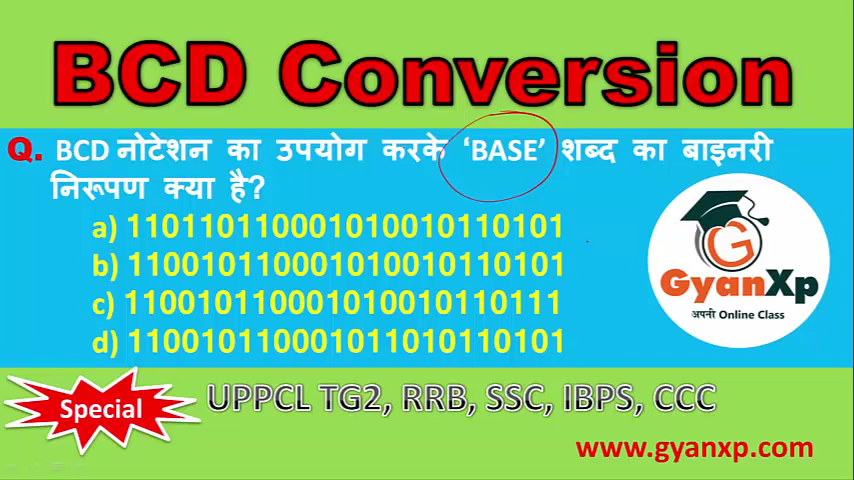 BCD Conversion
Q. BCD नोटेशन का उपयोग करके ‘BASE’ शब्द का बाइनरी
निरूपण क्या है?
a) 110110110001010010110101
b) 110010110001010010110101
c) 110010110001010010110111
d) 110010110001011010110101
G
GyanXp
अपनी Online Class
Special
UPPCL TG2, RRB, SSC, IBPS, CCC
www.gyanxp.com